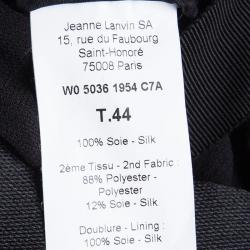 Jeanne Lanvin SA
15, rue du Faubourg
Saint-Honoré
75008 Paris
W0 5036 1954 C7A
T.44
100% Soie - Silk
2ème Tissu - 2nd Fabric :
88% Polyester -
Polyester
12% Soie - Silk
Doublure - Lining :
100% Soie - Silk